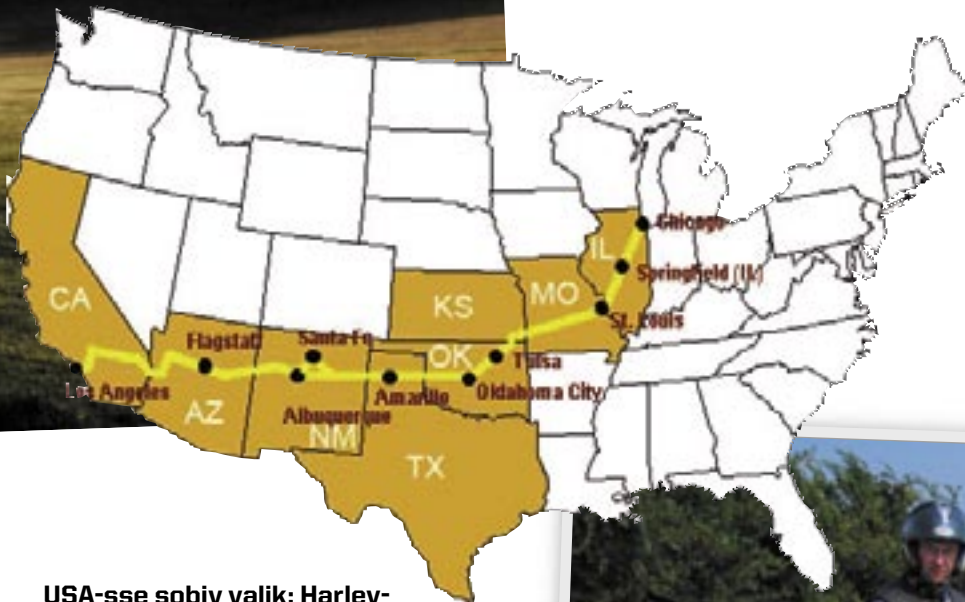 Chicago
IL
Springfield (IL)
MO
St. Louis
CA
KS
Flagstaff
Santa Fe
OK
Tulsa
Los Angeles
Amarillo
Oklahoma City
AZ
Albuquerque
NM
TX
USA-sse sobiv valik: Harley-